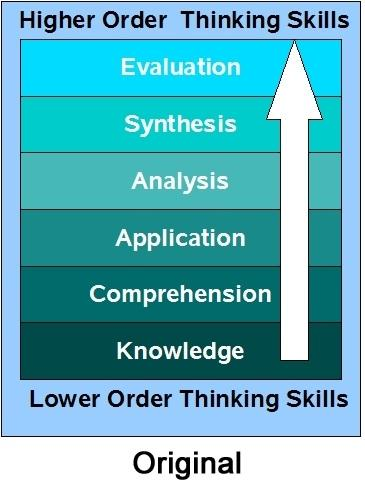 Higher Order Thinking Skills
Evaluation
Synthesis
Analysis
Application
Comprehension
Knowledge
Lower Order Thinking Skills
Original